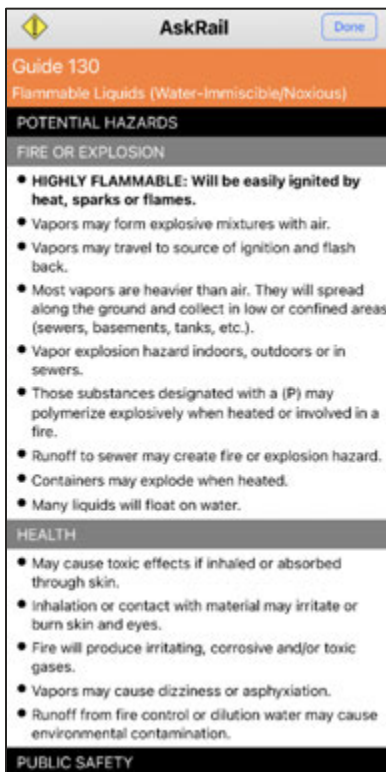 AskRail
Done
Guide 130
Flammable Liquids (Water-Immiscible/Noxious)
POTENTIAL HAZARDS
FIRE OR EXPLOSION
• HIGHLY FLAMMABLE: Will be easily ignited by
heat, sparks or flames.
• Vapors may form explosive mixtures with air.
• Vapors may travel to source of ignition and flash
back.
• Most vapors are heavier than air. They will spread
along the ground and collect in low or confined areas
(sewers, basements, tanks, etc.).
• Vapor explosion hazard indoors, outdoors or in
sewers.
• Those substances designated with a (P) may
polymerize explosively when heated or involved in a
fire.
• Runoff to sewer may create fire or explosion hazard.
• Containers may explode when heated.
• Many liquids will float on water.
HEALTH
• May cause toxic effects if inhaled or absorbed
through skin.
• Inhalation or contact with material may irritate or
burn skin and eyes.
• Fire will produce irritating, corrosive and/or toxic
gases.
• Vapors may cause dizziness or asphyxiation.
• Runoff from fire control or dilution water may cause
environmental contamination.
PUBLIC SAFETY